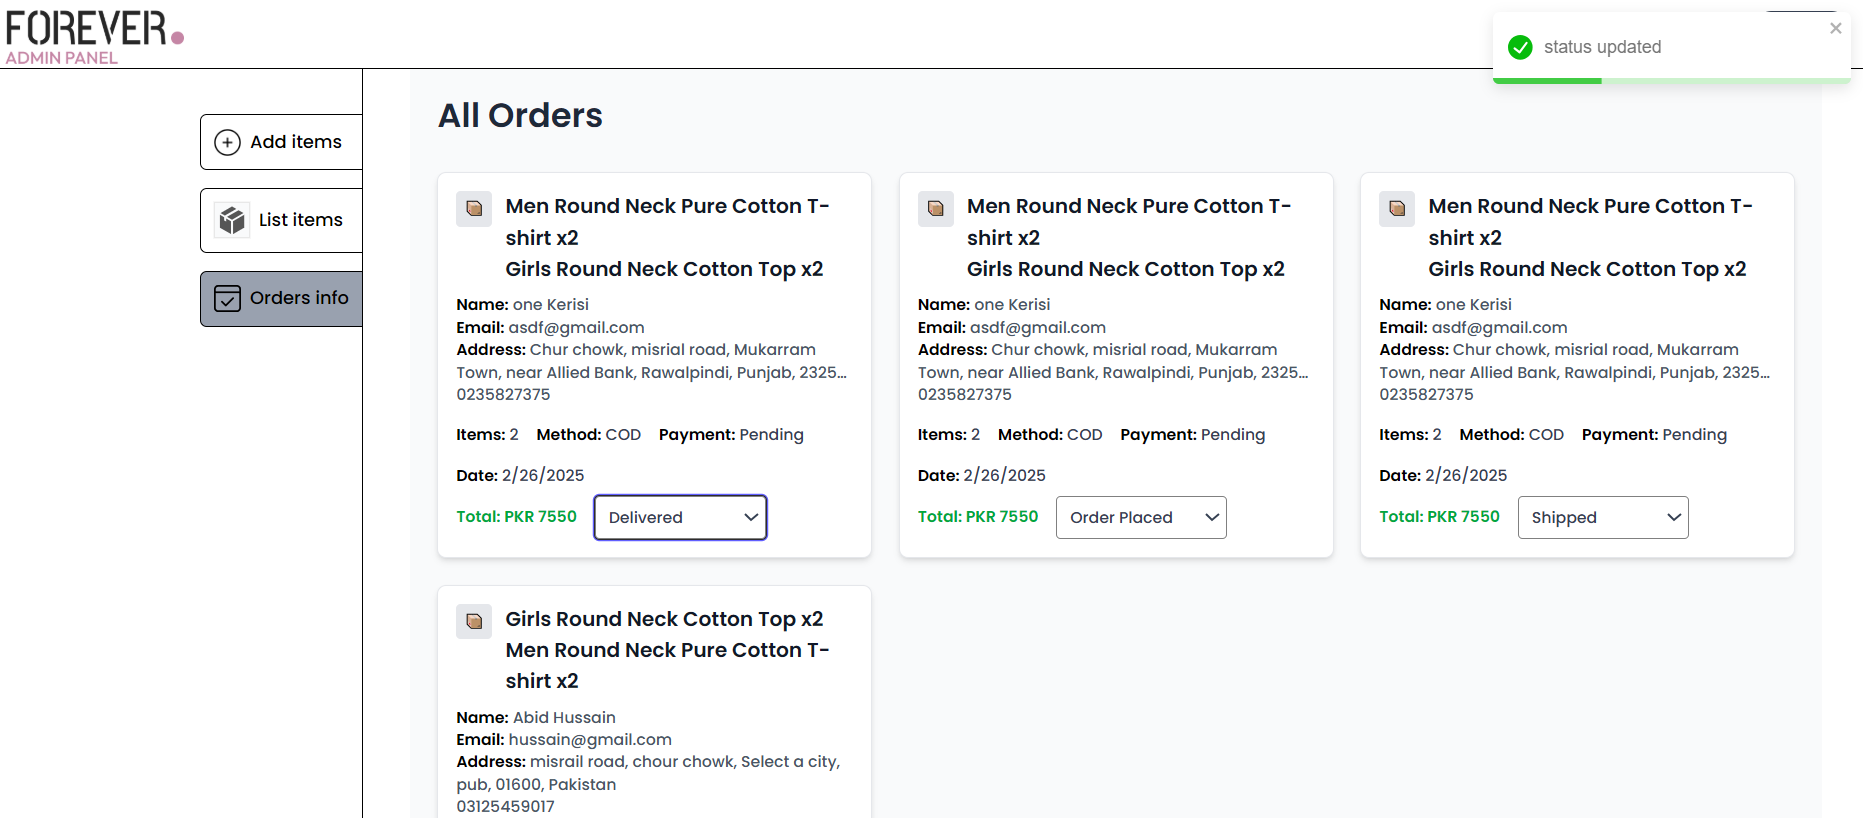 FOREVER.
ADMIN PANEL
status updated
Add items
List items
Orders info
All Orders
Men Round Neck Pure Cotton T-
shirt x2
Girls Round Neck Cotton Top x2
Name: one Kerisi
Email: asdf@gmail.com
Address: Chur chowk, misrial road, Mukarram
Town, near Allied Bank, Rawalpindi, Punjab, 2325...
0235827375
Items: 2 Method: COD Payment: Pending
Date: 2/26/2025
Total: PKR 7550 Delivered
Men Round Neck Pure Cotton T-
shirt x2
Girls Round Neck Cotton Top x2
Name: one Kerisi
Email: asdf@gmail.com
Address: Chur chowk, misrial road, Mukarram
Town, near Allied Bank, Rawalpindi, Punjab, 2325...
0235827375
Items: 2 Method: COD Payment: Pending
Date: 2/26/2025
Total: PKR 7550 Order Placed
Men Round Neck Pure Cotton T-
shirt x2
Girls Round Neck Cotton Top x2
Name: one Kerisi
Email: asdf@gmail.com
Address: Chur chowk, misrial road, Mukarram
Town, near Allied Bank, Rawalpindi, Punjab, 2325...
0235827375
Items: 2 Method: COD Payment: Pending
Date: 2/26/2025
Total: PKR 7550 Shipped
Girls Round Neck Cotton Top x2
Men Round Neck Pure Cotton T-
shirt x2
Name: Abid Hussain
Email: hussain@gmail.com
Address: misrail road, chour chowk, Select a city,
pub, 01600, Pakistan
03125459017